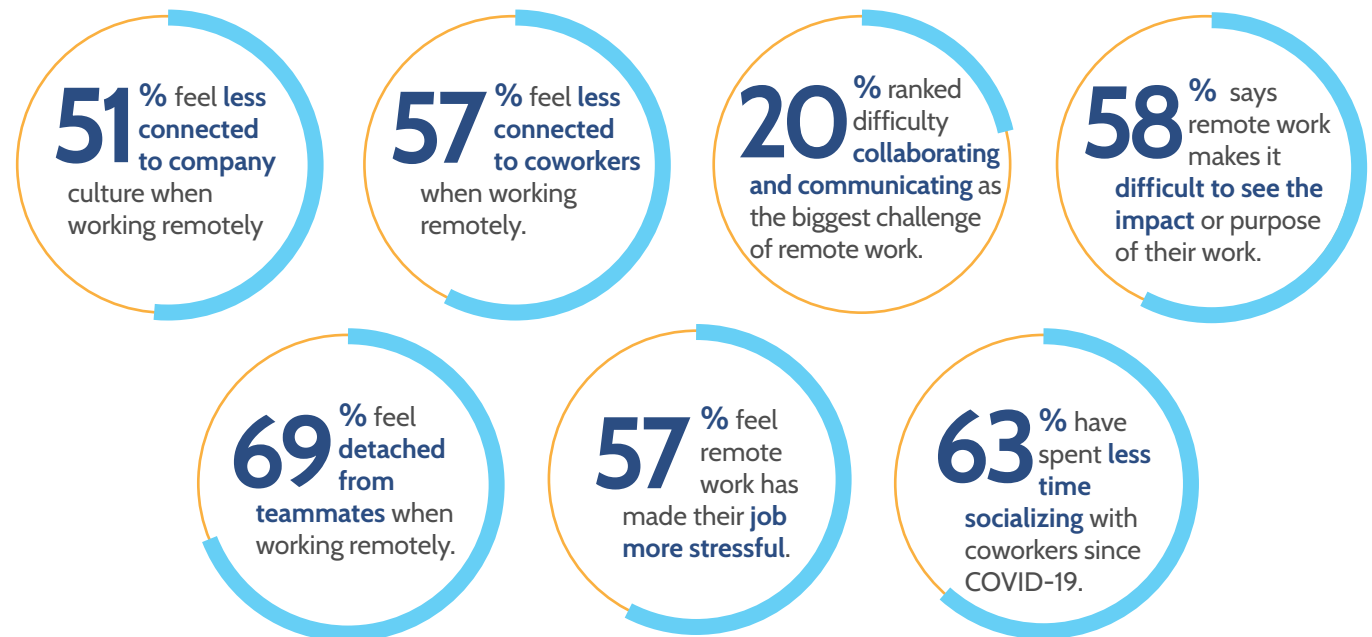 51% feel less
connected
to company
culture when
working remotely
57% feel less
connected
to coworkers
when working
remotely.
20% ranked
difficulty
collaborating
and communicating as
the biggest challenge
of remote work.
58% says
remote work
makes it
difficult to see the
impact or purpose
of their work.
69% feel
detached
from
teammates when
working remotely.
57% feel
remote
work has
made their job
more stressful.
63% have
spent less
time
socializing with
coworkers since
COVID-19.